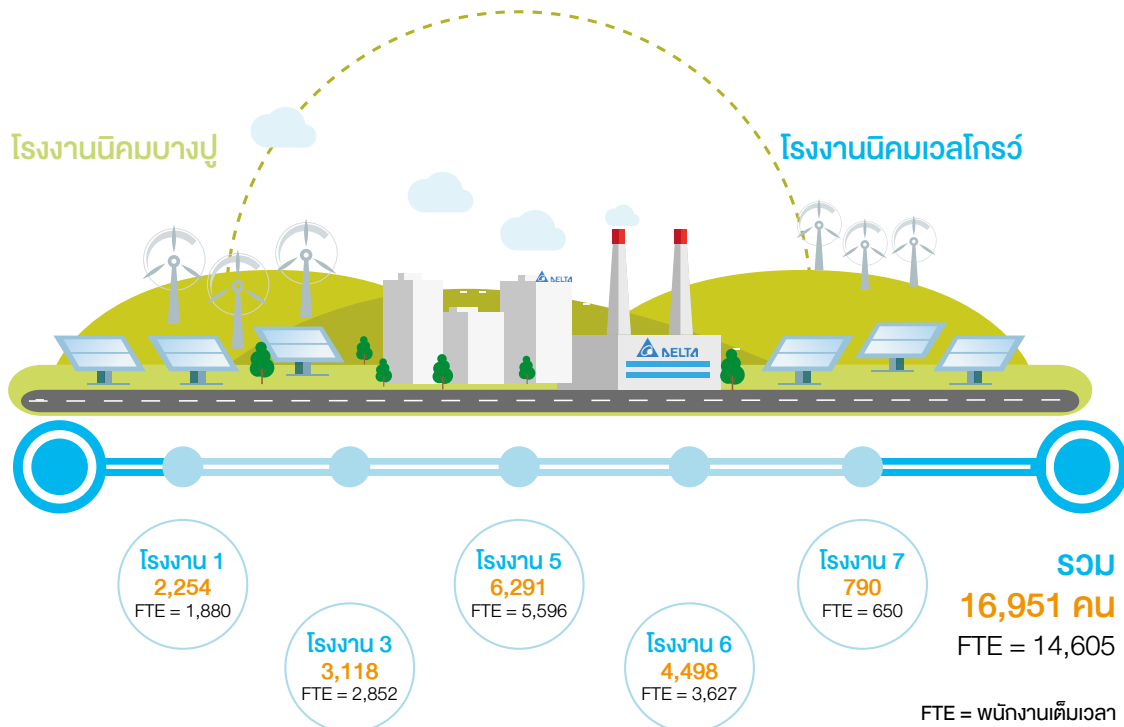 โรงงานนิคมบางปู
โรงงานนิคมเวลโกรว์
DELTA
DELTA
โรงงาน 1
2,254
FTE = 1,880
โรงงาน 3
3,118
FTE = 2,852
โรงงาน 5
6,291
FTE = 5,596
โรงงาน 6
4,498
FTE = 3,627
โรงงาน 7
790
FTE = 650
รวม
16,951 คน
FTE = 14,605
FTE = พนักงานเต็มเวลา